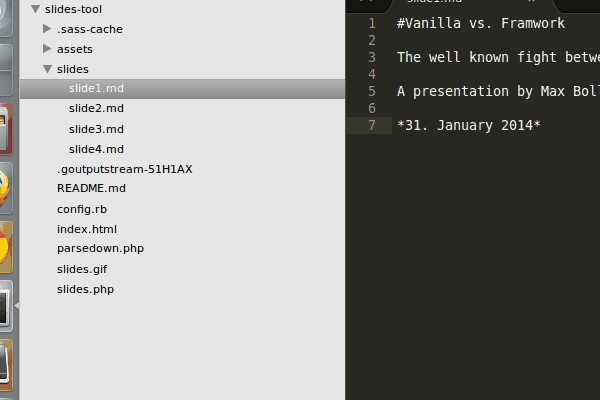 slides-tool
.sass-cache
assets
slides
slide1.md
slide2.md
slide3.md
slide4.md
.goutputstream-51H1AX
README.md
config.rb
index.html
parsedown.php
slides.gif
slides.php
slide1.md
1 #Vanilla vs. Framwork
2
3 The well known fight betwe
4
5 A presentation by Max Boll
6
7 *31. January 2014*